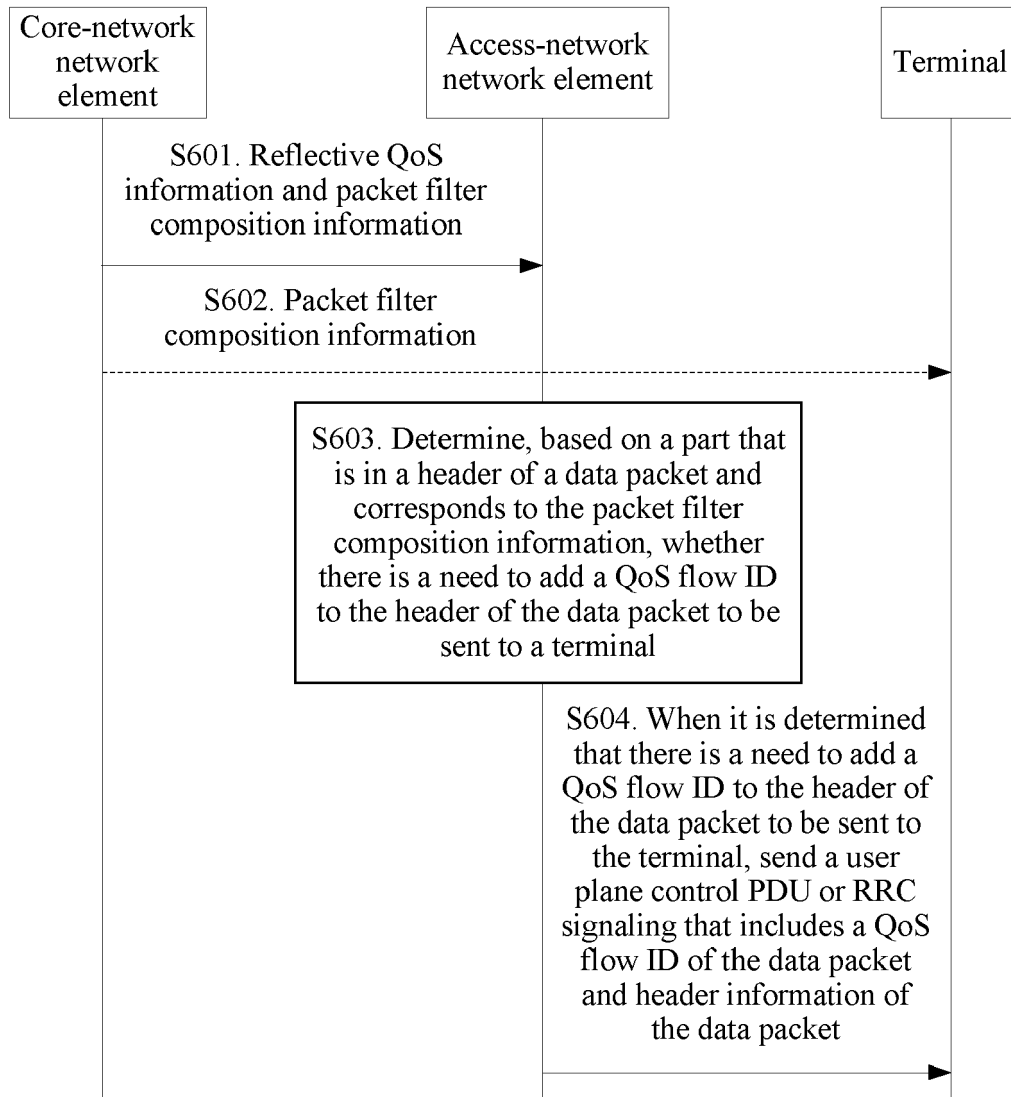 Core-network
network
element
Access-network
network element
Terminal
S601. Reflective QoS
information and packet filter
composition information
S602. Packet filter
composition information
S603. Determine, based on a part that
is in a header of a data packet and
corresponds to the packet filter
composition information, whether
there is a need to add a QoS flow ID
to the header of the data packet to be
sent to a terminal
S604. When it is determined
that there is a need to add a
QoS flow ID to the header of
the data packet to be sent to
the terminal, send a user
plane control PDU or RRC
signaling that includes a QoS
flow ID of the data packet
and header information of
the data packet